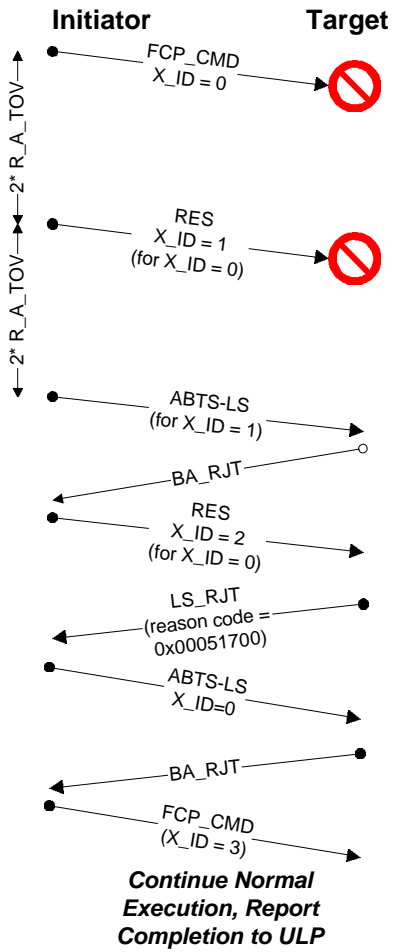 Initiator
Target
FCP_CMD
X_ID = 0
2* R_A_TOV
RES
X_ID = 1
(for X_ID = 0)
2* R_A_TOV
ABTS-LS
(for X_ID = 1)
BA_RJT
RES
X_ID = 2
(for X_ID = 0)
LS_RJT
(reason code =
0x00051700)
ABTS-LS
X_ID=0
BA_RJT
FCP_CMD
(X_ID = 3)
Continue Normal
Execution, Report
Completion to ULP